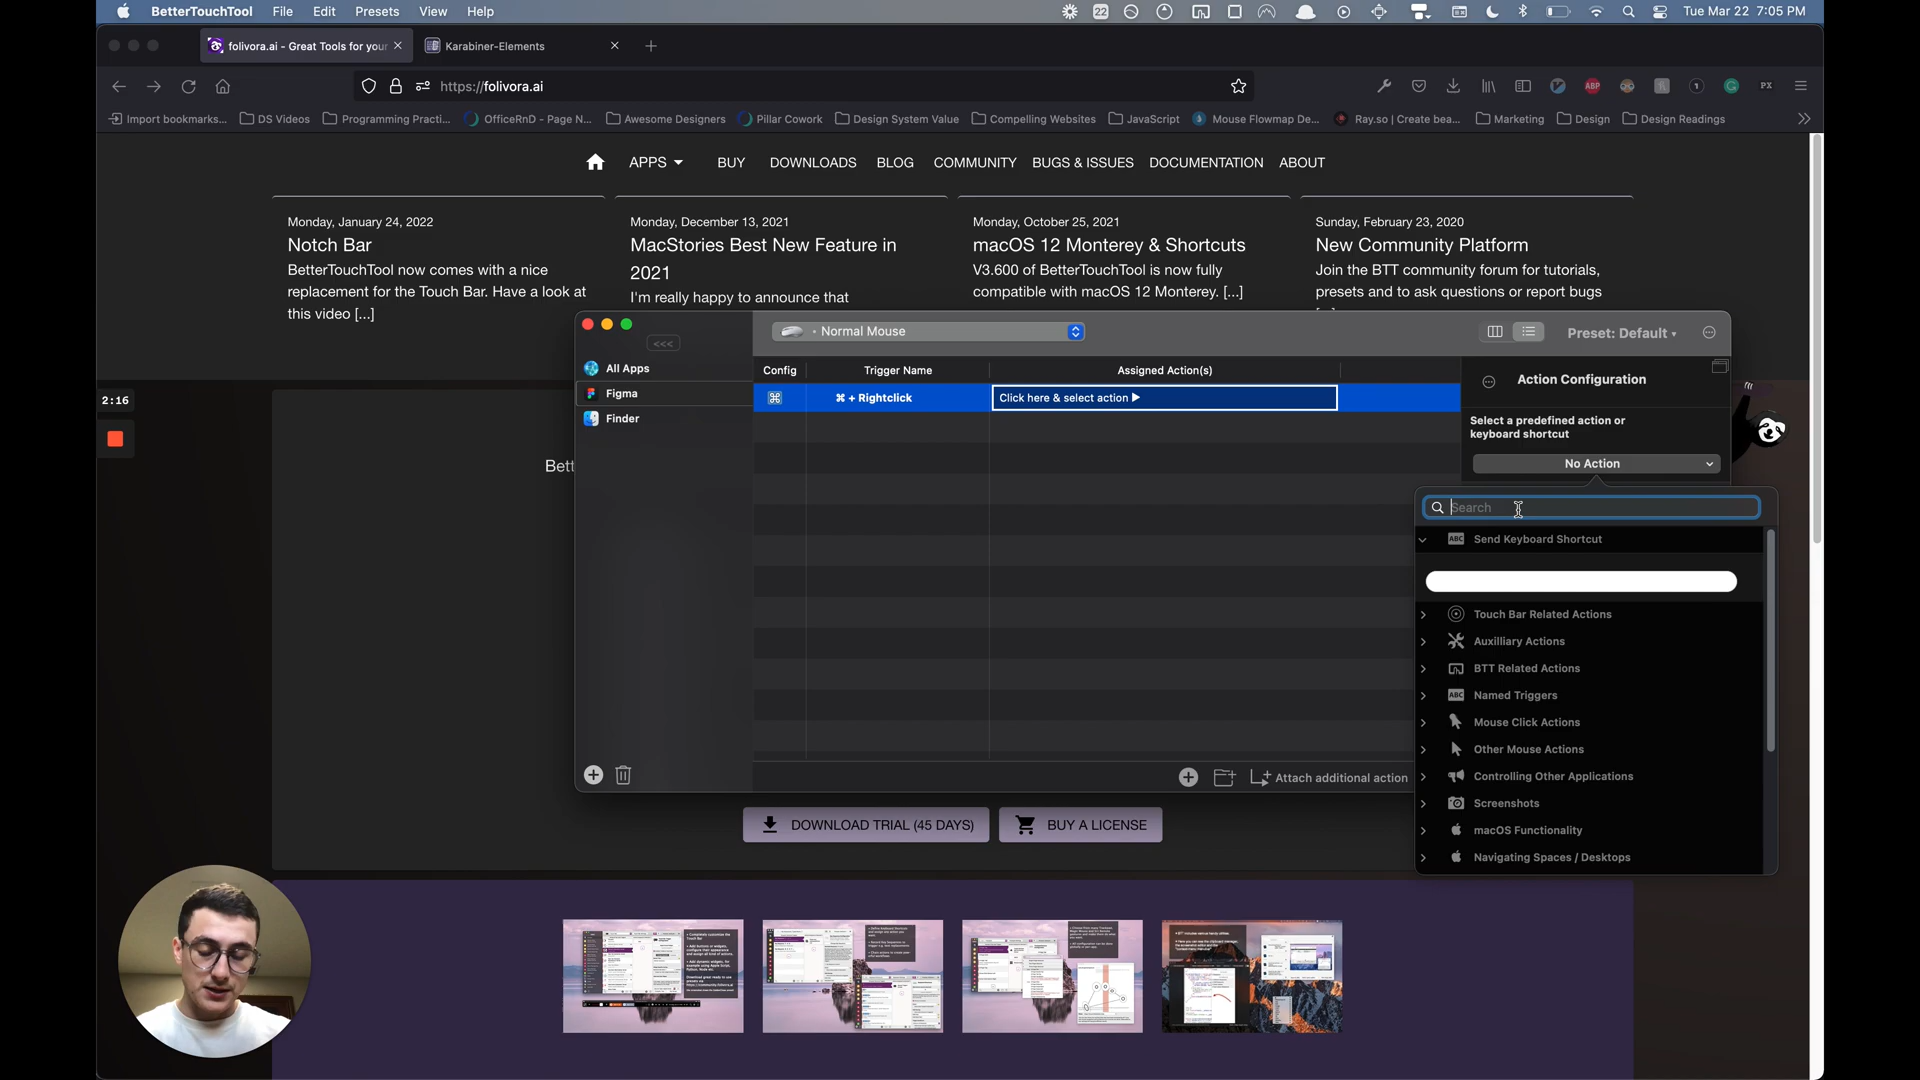 BetterTouchTool File Edit Presets View Help
22
Tue Mar 22 7:05 PM
folivora.ai - Great Tools for your
Karabiner-Elements
https://folivora.ai
ABP
PX
Import bookmarks...
DS Videos
Programming Practi...
OfficeRnD - Page N...
Awesome Designers
Pillar Cowork
Design System Value
Compelling Websites
JavaScript
Mouse Flowmap De...
Ray.so | Create bea...
Marketing
Design
Design Readings
APPS
BUY
DOWNLOADS
BLOG
COMMUNITY
BUGS & ISSUES
DOCUMENTATION
ABOUT
Monday, January 24, 2022
Notch Bar
BetterTouchTool now comes with a nice
replacement for the Touch Bar. Have a look at
this video [...]
Monday, December 13, 2021
MacStories Best New Feature in
2021
I'm really happy to announce that
Monday, October 25, 2021
macOS 12 Monterey & Shortcuts
V3.600 of BetterTouchTool is now fully
compatible with macOS 12 Monterey. [...]
Sunday, February 23, 2020
New Community Platform
Join the BTT community forum for tutorials,
presets and to ask questions or report bugs
2:16
Bett
<<<
All Apps
Figma
Finder
Normal Mouse
Preset: Default
Config
Trigger Name
Assigned Action(s)
⌘
⌘ + Rightclick
Click here & select action ▶
Action Configuration
Select a predefined action or
keyboard shortcut
No Action
Search
ABC Send Keyboard Shortcut
Touch Bar Related Actions
Auxilliary Actions
BTT Related Actions
ABC Named Triggers
Mouse Click Actions
Other Mouse Actions
Controlling Other Applications
Screenshots
macOS Functionality
Navigating Spaces / Desktops
Attach additional action
DOWNLOAD TRIAL (45 DAYS)
BUY A LICENSE